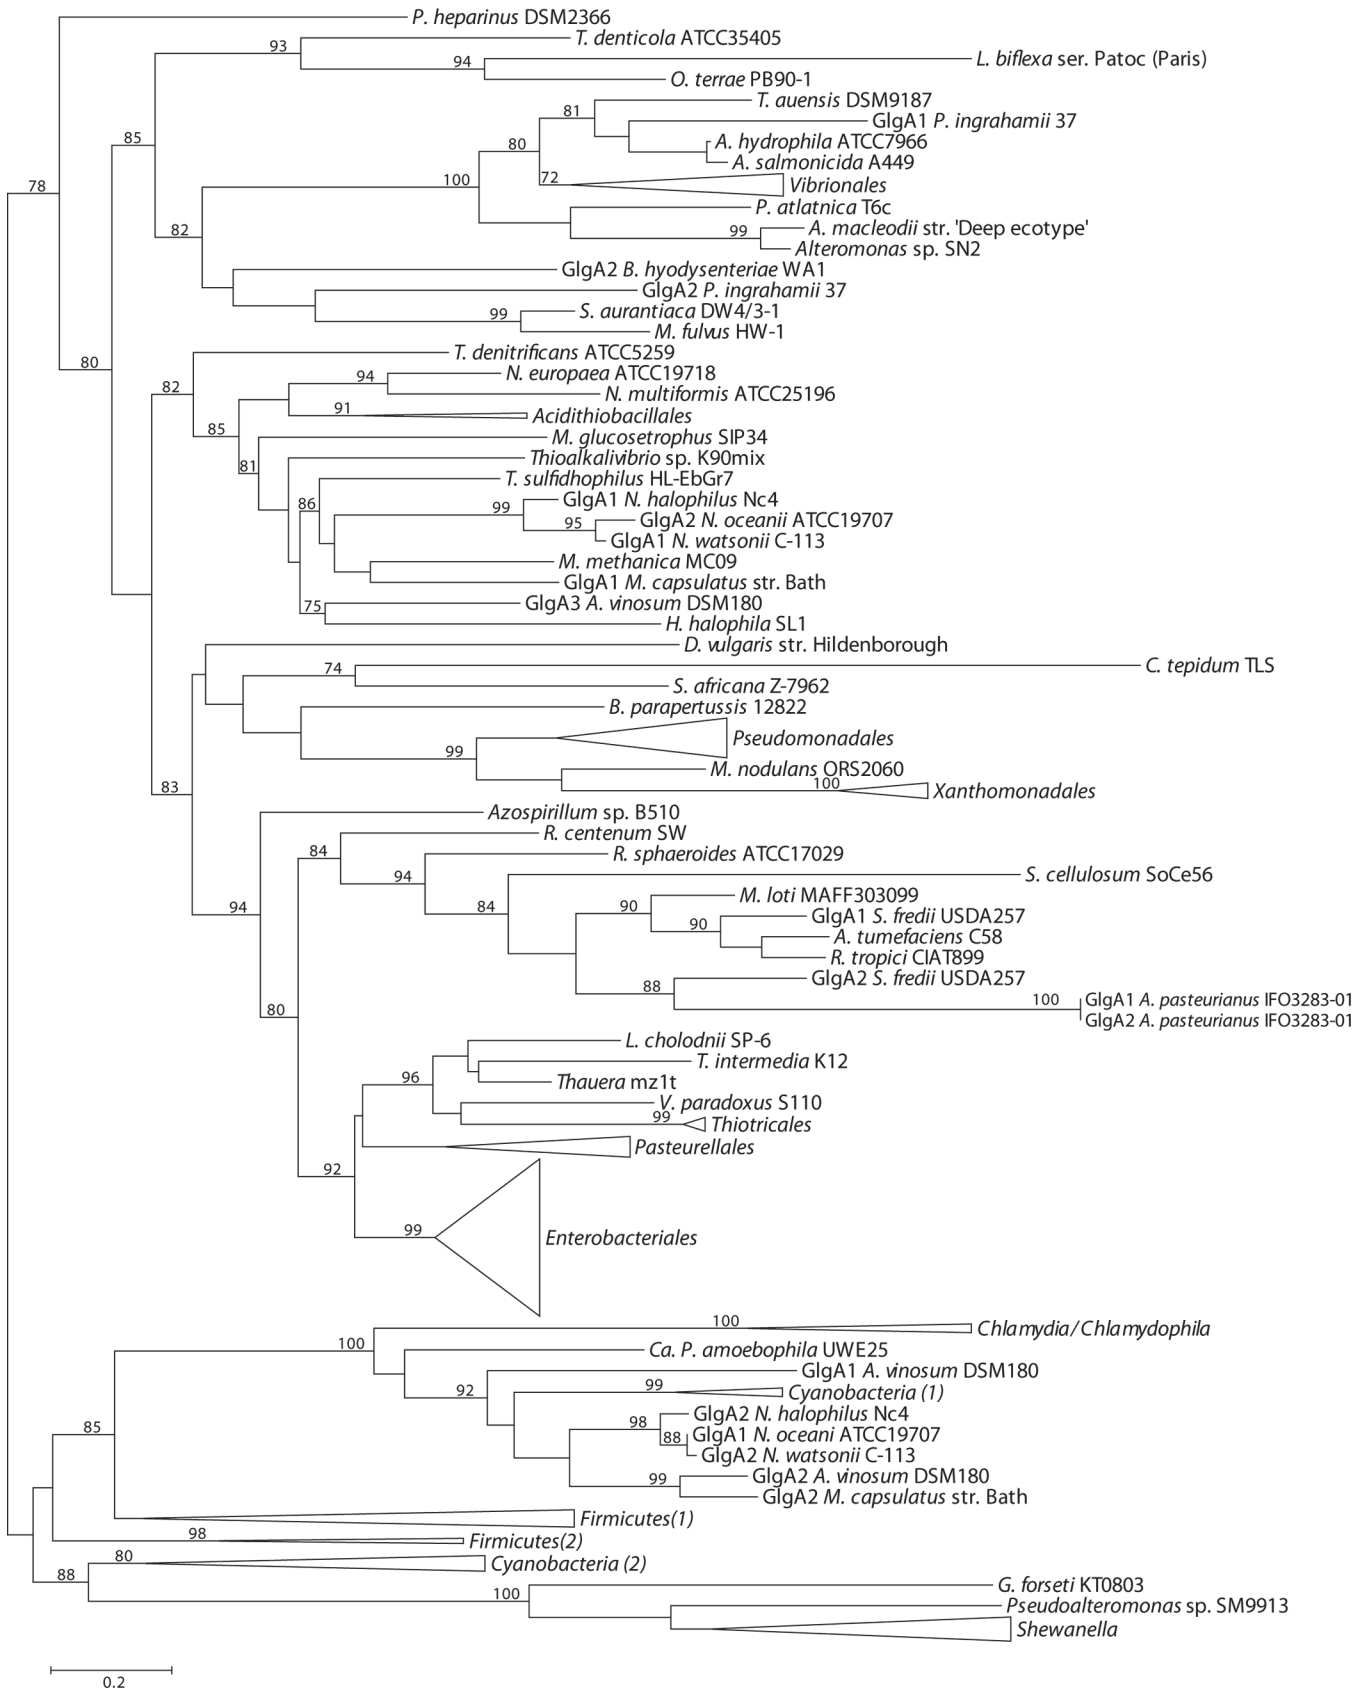 P. heparinus DSM2366
T. denticola ATCC35405
93
L. biflexa ser. Patoc (Paris)
94
O. terrae PB90-1
T. auensis DSM9187
81
GlgA1 P. ingrahamii 37
85
A. hydrophila ATCC7966
80
A. salmonicida A449
78
100
72
Vibrionales
P. atlatnica T6c
82
99
A. macleodii str. 'Deep ecotype'
Alteromonas sp. SN2
GlgA2 B. hyodysenteriae WA1
GlgA2 P. ingrahamii 37
99
S. aurantiaca DW4/3-1
M. fulvus HW-1
T. denitrificans ATCC5259
80
94
N. europaea ATCC19718
82
N. multiformis ATCC25196
91
Acidithiobacillales
85
M. glucosetrophus SIP34
81
Thioalkalivibrio sp. K90mix
T. sulfidhophilus HL-EbGr7
86
99
GlgA1 N. halophilus Nc4
95
GlgA2 N. oceanii ATCC19707
GlgA1 N. watsonii C-113
M. methanica MC09
GlgA1 M. capsulatus str. Bath
75
GlgA3 A. vinosum DSM180
H. halophila SL1
D. vulgaris str. Hildenborough
74
C. tepidum TLS
S. africana Z-7962
B. parapertussis 12822
Pseudomonadales
99
M. nodulans ORS2060
83
100
Xanthomonadales
Azospirillum sp. B510
R. centenum SW
84
R. sphaeroides ATCC17029
94
S. cellulosum SoCe56
M. loti MAFF303099
94
84
90
GlgA1 S. fredii USDA257
90
A. tumefaciens C58
R. tropici CIAT899
GlgA2 S. fredii USDA257
88
100
GlgA1 A. pasteurianus IFO3283-01
80
GlgA2 A. pasteurianus IFO3283-01
L. cholodnii SP-6
T. intermedia K12
96
Thauera mz1t
V. paradoxus S110
99
Thiotricales
Pasteurellales
92
99
Enterobacteriales
100
Chlamydia/Chlamydophila
100
Ca. P. amoebophila UWE25
GlgA1 A. vinosum DSM180
92
99
Cyanobacteria (1)
GlgA2 N. halophilus Nc4
85
98
88
GlgA1 N. oceani ATCC19707
GlgA2 N. watsonii C-113
99
GlgA2 A. vinosum DSM180
GlgA2 M. capsulatus str. Bath
Firmicutes(1)
98
Firmicutes(2)
80
Cyanobacteria (2)
88
G. forseti KT0803
100
Pseudoalteromonas sp. SM9913
Shewanella
0.2